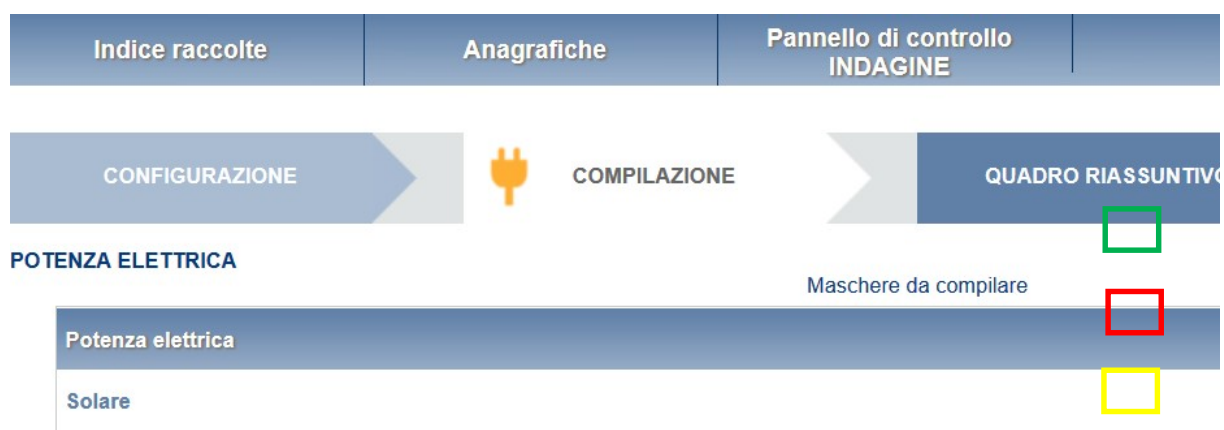 Indice raccolte
Anagrafiche
Pannello di controllo
INDAGINE
CONFIGURAZIONE
COMPILAZIONE
QUADRO RIASSUNTIVO
POTENZA ELETTRICA
Maschere da compilare
Potenza elettrica
Solare